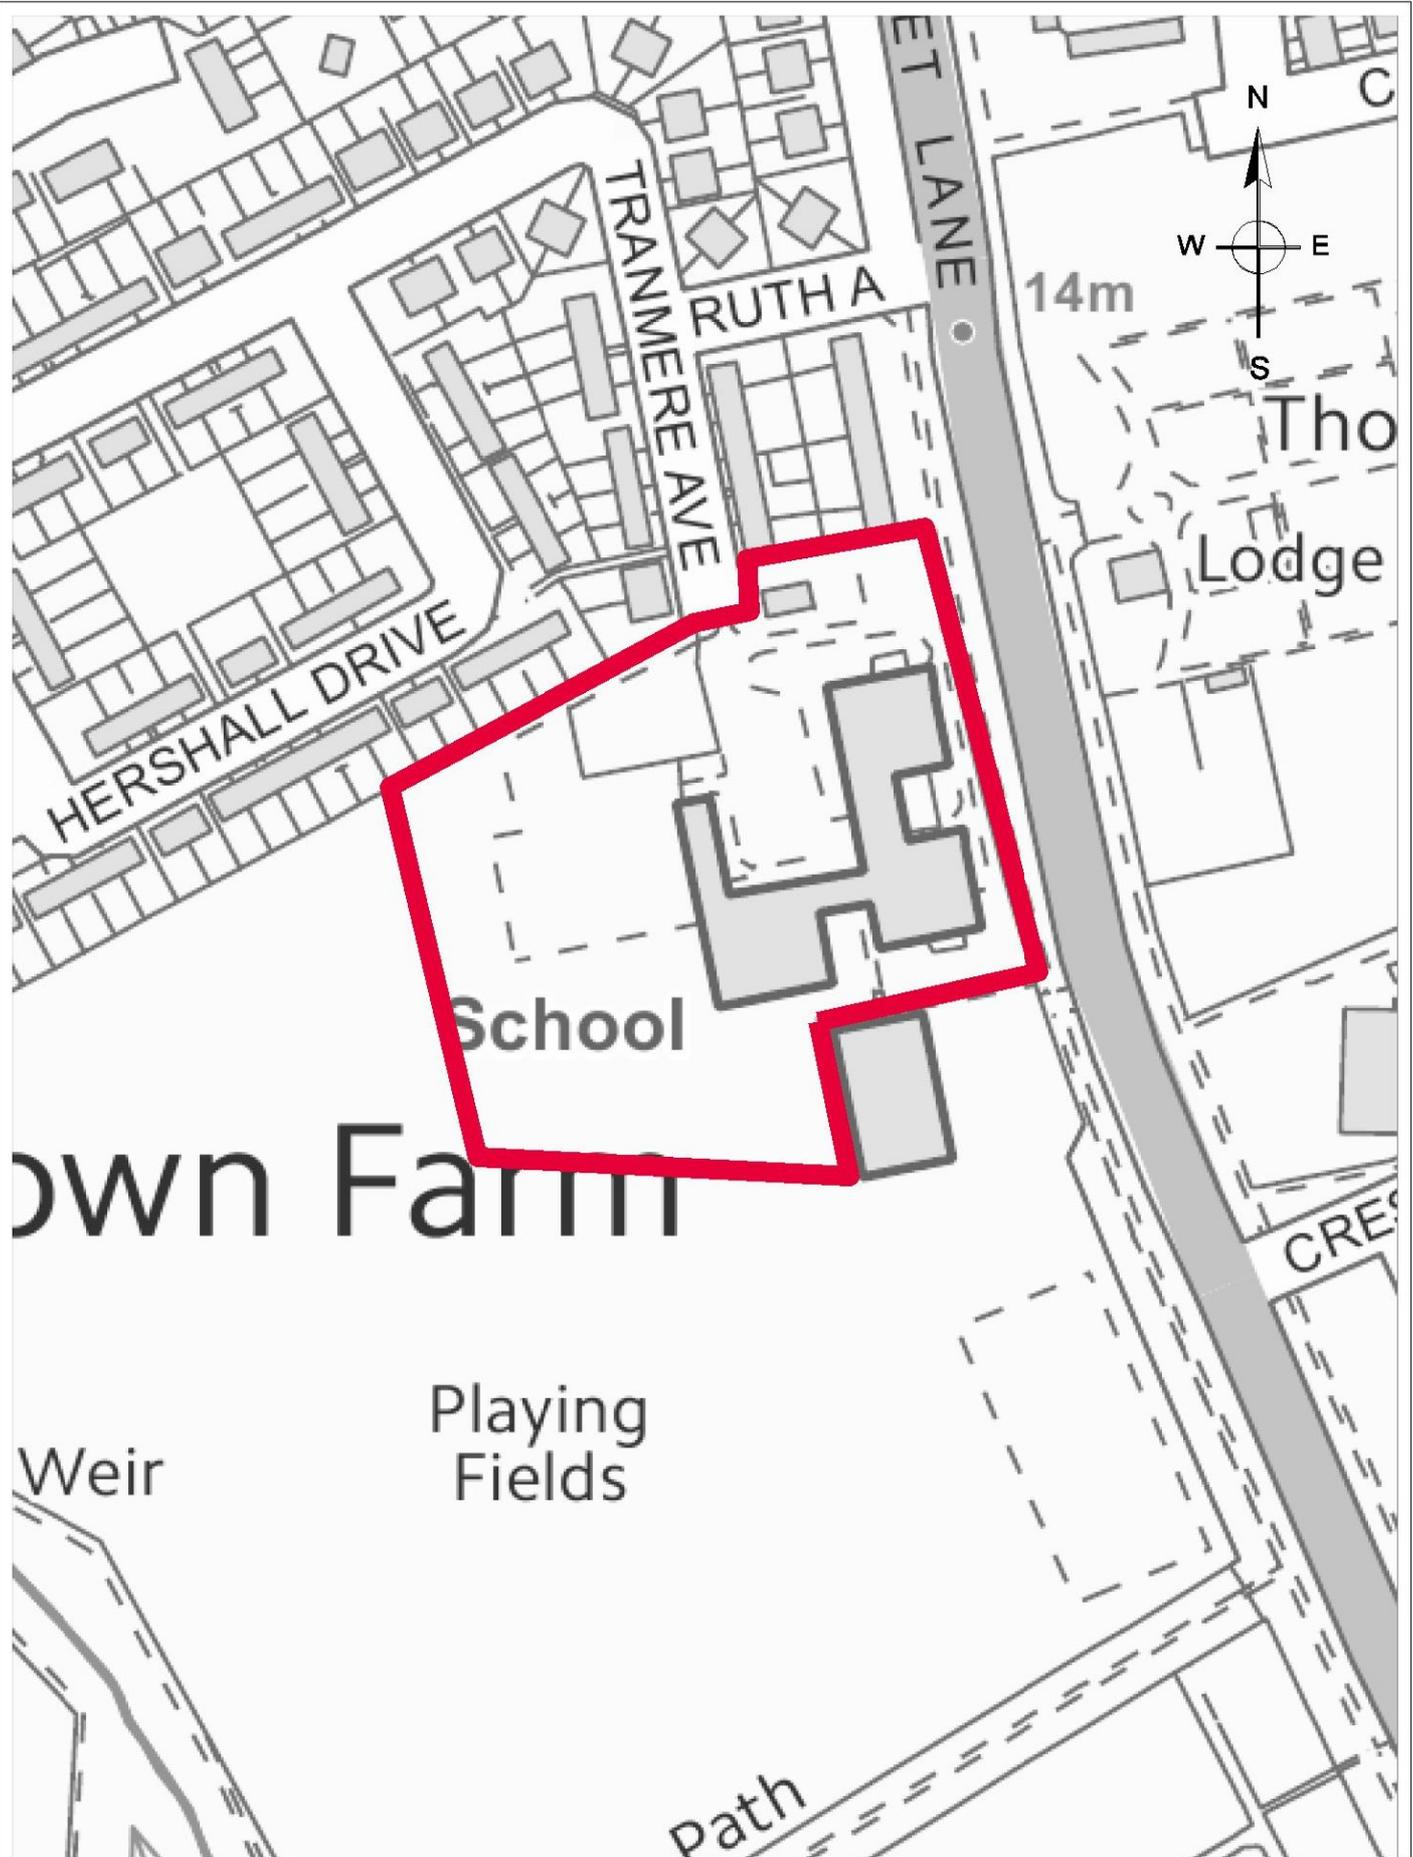 ET LANE
C
N
W E
S
TRANMERE AVE
RUTH A
14m
Tho
Lodge
HERSHALL DRIVE
School
own Farm
CRES
Playing
Fields
Weir
Path